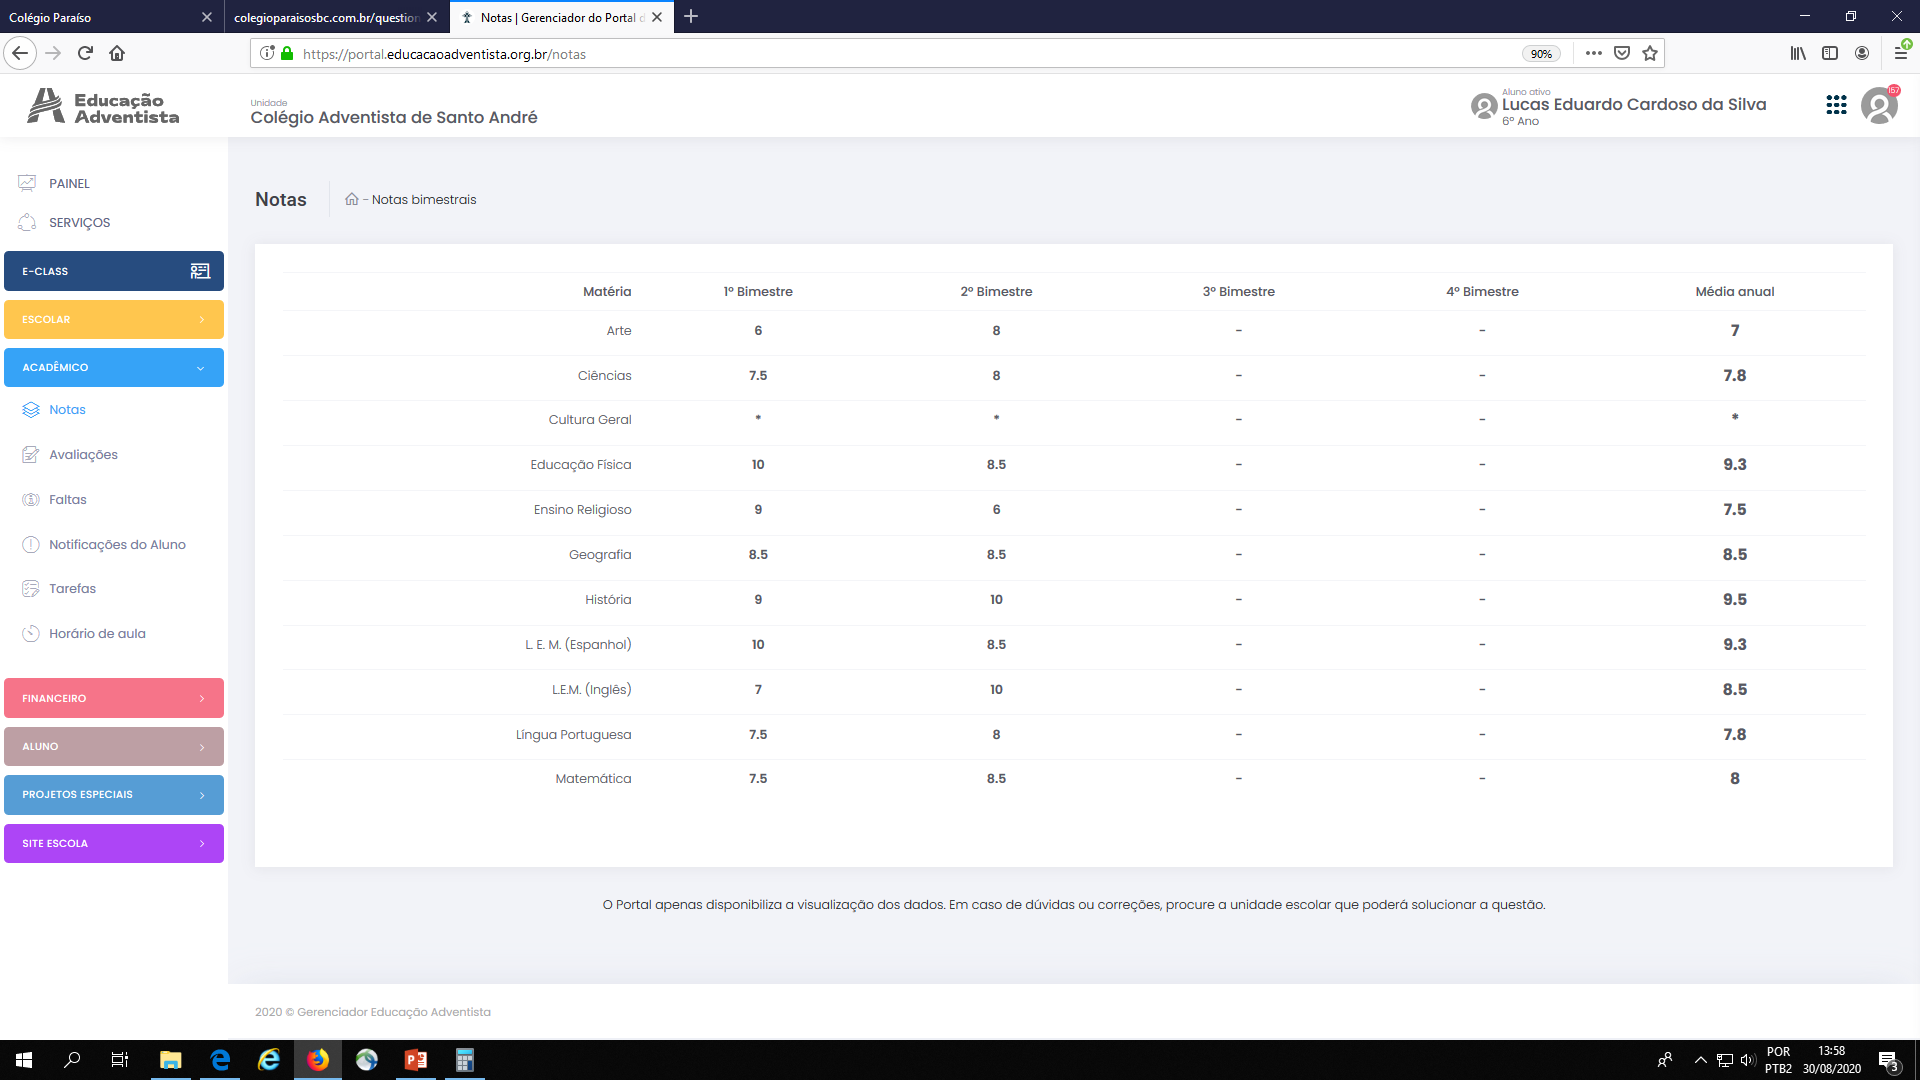 Colégio Paraíso
colegioparaisosbc.com.br/question
Notas | Gerenciador do Portal d
https://portal.educacaoadventista.org.br/notas
90%
Educação
Adventista
Unidade
Colégio Adventista de Santo André
Aluno ativo
Lucas Eduardo Cardoso da Silva
6º Ano
157
PAINEL
SERVIÇOS
E-CLASS
ESCOLAR
ACADÊMICO
Notas
Avaliações
Faltas
Notificações do Aluno
Tarefas
Horário de aula
FINANCEIRO
ALUNO
PROJETOS ESPECIAIS
SITE ESCOLA
Notas
- Notas bimestrais
Matéria 1º Bimestre 2º Bimestre 3º Bimestre 4º Bimestre Média anual
Arte 6 8 - - 7
Ciências 7.5 8 - - 7.8
Cultura Geral * * - - *
Educação Física 10 8.5 - - 9.3
Ensino Religioso 9 6 - - 7.5
Geografia 8.5 8.5 - - 8.5
História 9 10 - - 9.5
L. E. M. (Espanhol) 10 8.5 - - 9.3
L.E.M. (Inglês) 7 10 - - 8.5
Língua Portuguesa 7.5 8 - - 7.8
Matemática 7.5 8.5 - - 8
O Portal apenas disponibiliza a visualização dos dados. Em caso de dúvidas ou correções, procure a unidade escolar que poderá solucionar a questão.
2020 © Gerenciador Educação Adventista
POR
PTB2
13:58
30/08/2020
3